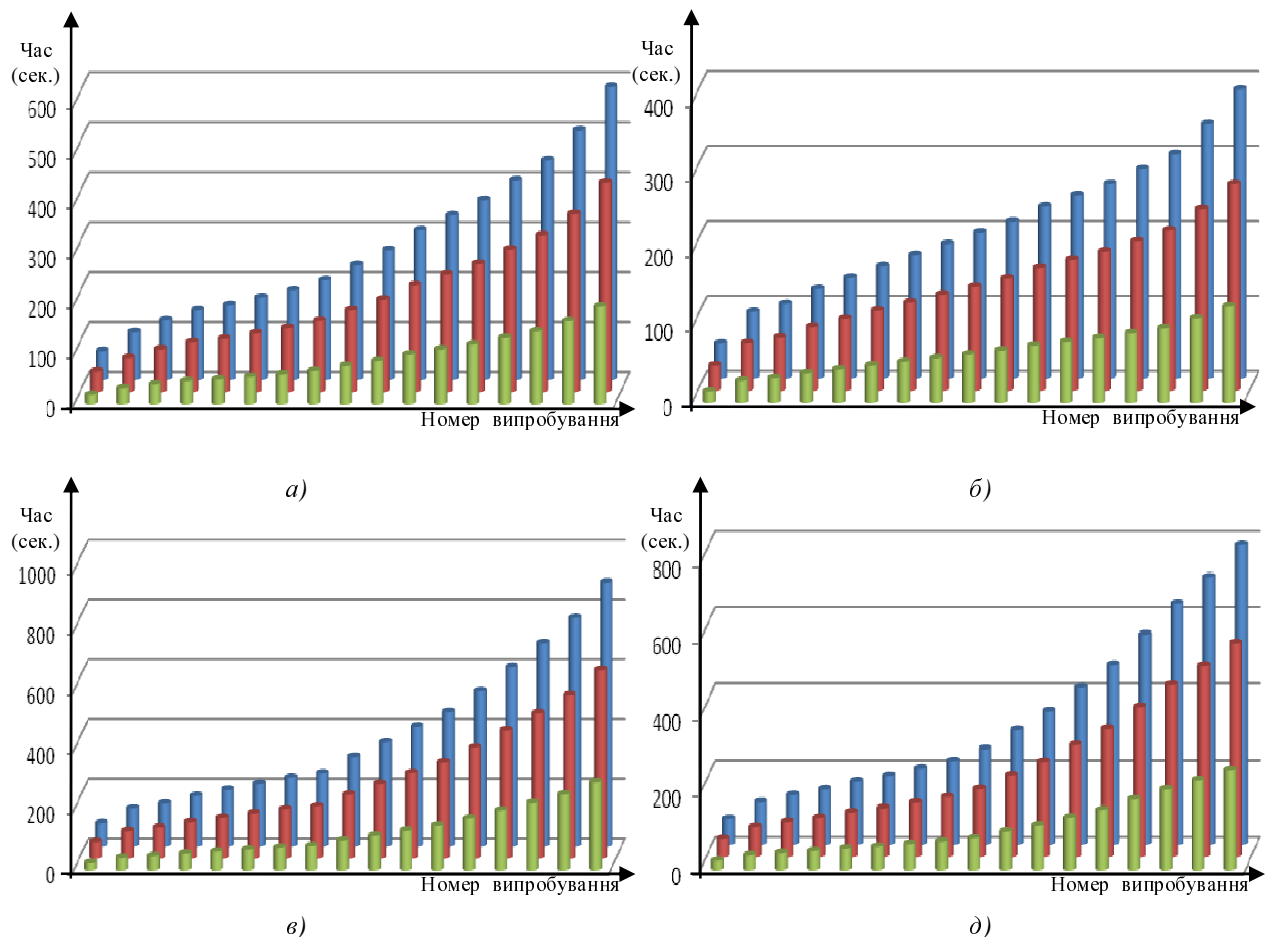 Час
(сек.)
600
500
400
300
200
100
0
Номер випробування
а)
Час
(сек.)
400
300
200
100
0
Номер випробування
б)
Час
(сек.)
1000
800
600
400
200
0
Номер випробування
в)
Час
(сек.)
800
600
400
200
0
Номер випробування
д)